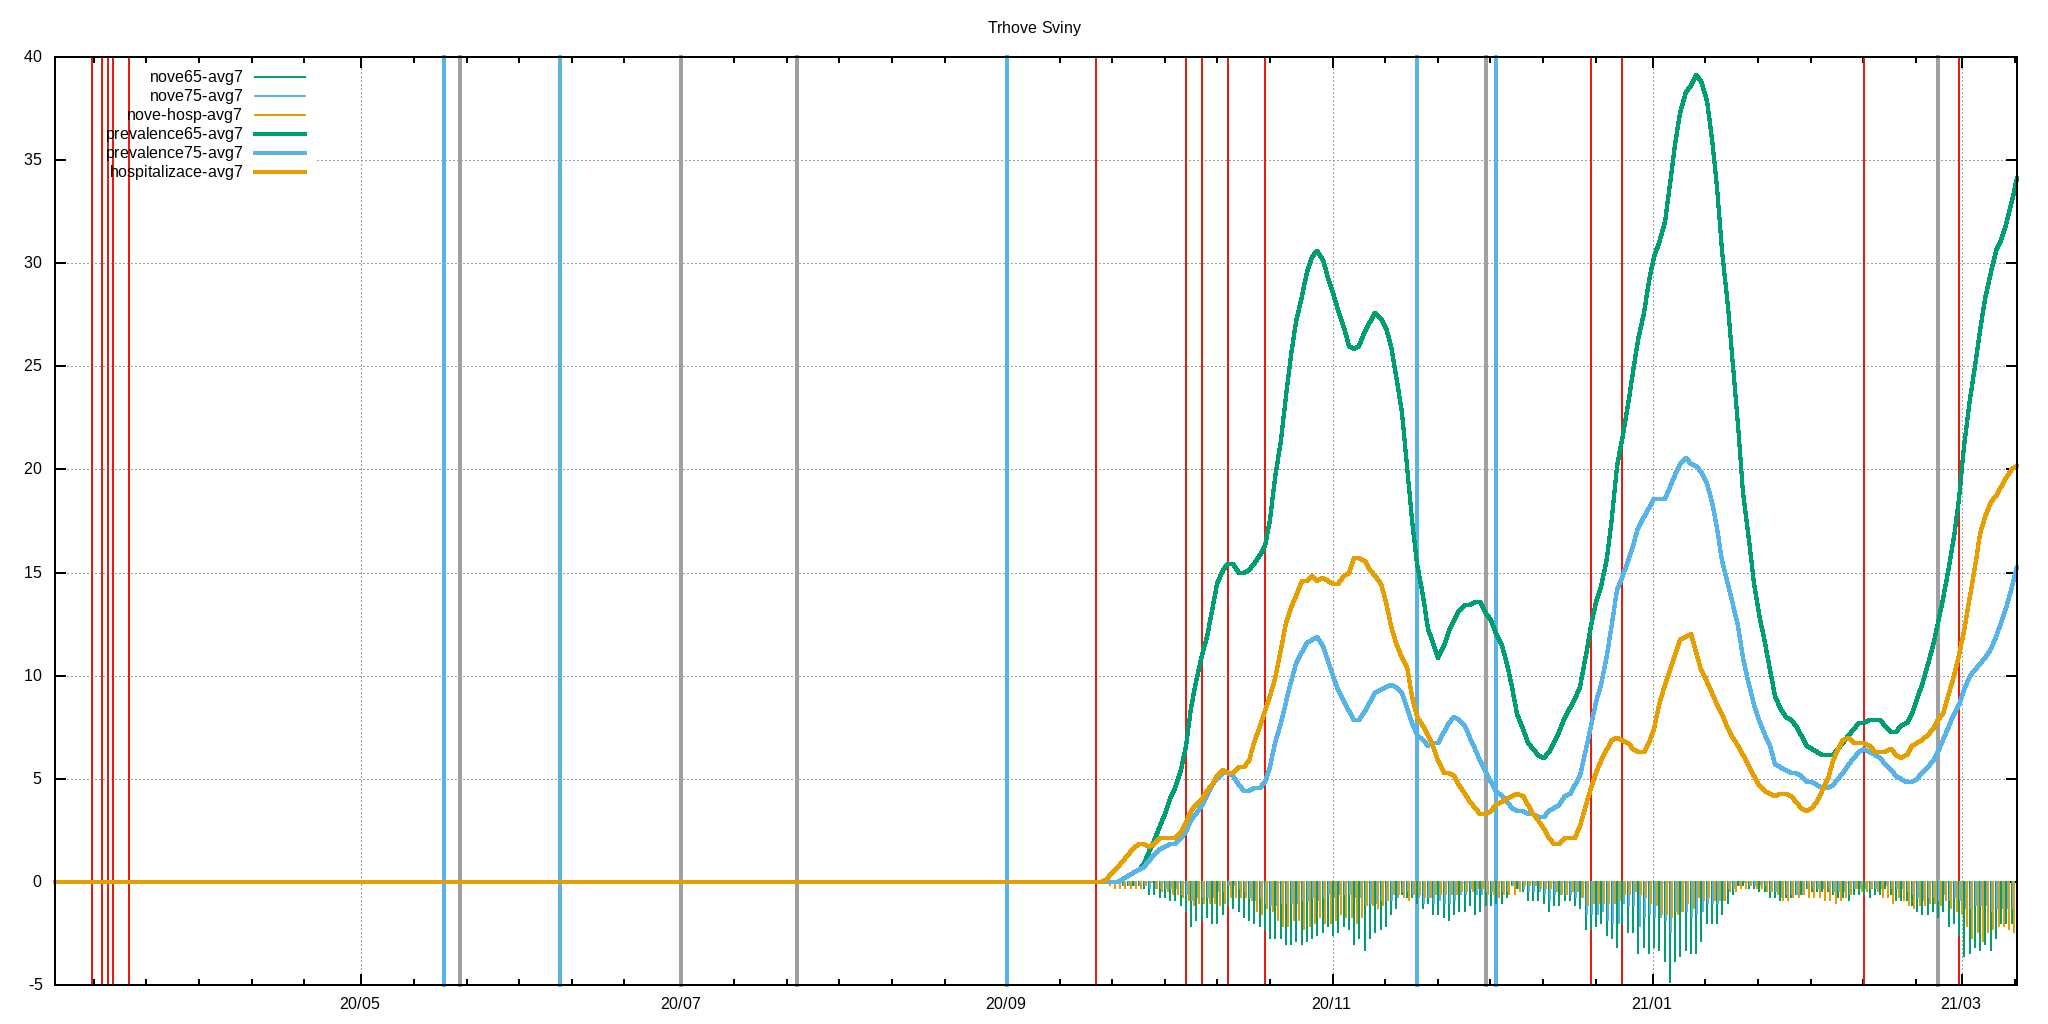 Trhove Sviny
40
35
30
25
20
15
10
5
0
-5
nove65-avg7
nove75-avg7
nove-hosp-avg7
prevalence65-avg7
prevalence75-avg7
hospitalizace-avg7
20/05 20/07 20/09 20/11 21/01 21/03